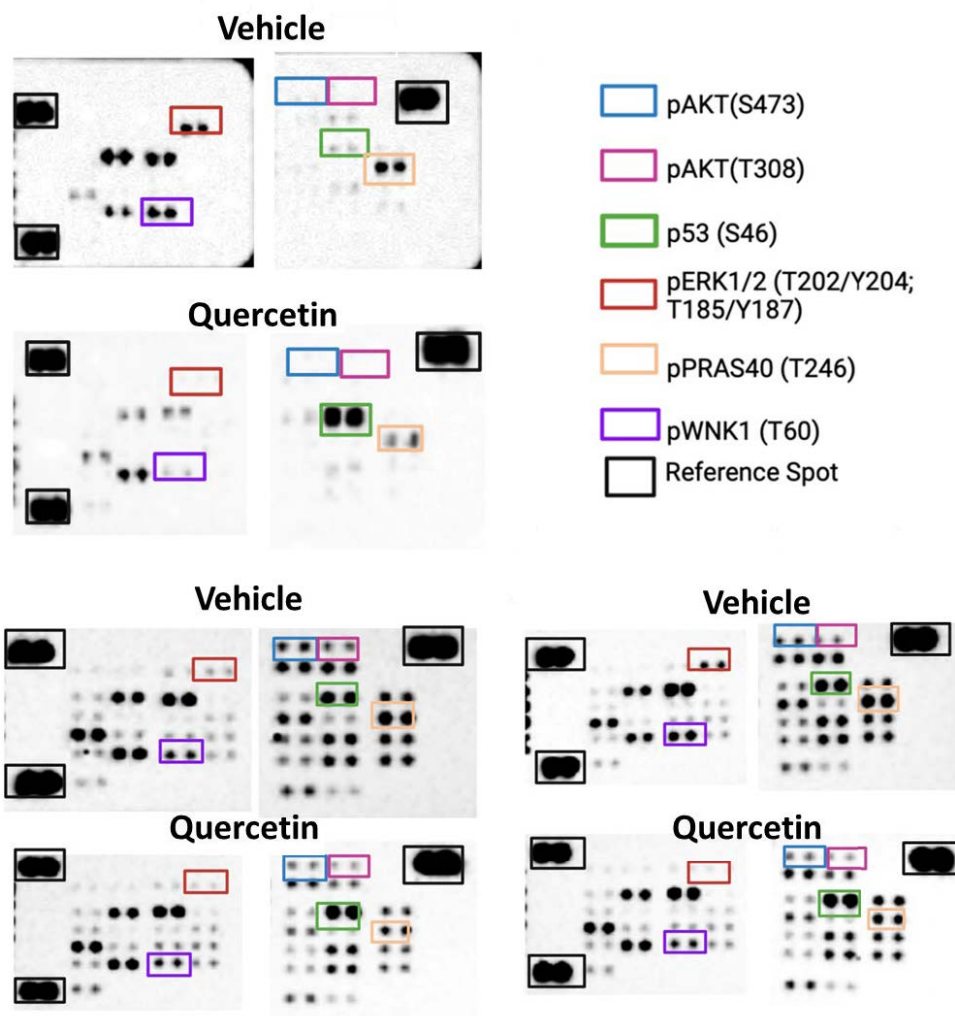 Vehicle
pAKT(S473)
pAKT(T308)
p53 (S46)
pERK1/2 (T202/Y204;
T185/Y187)
pPRAS40 (T246)
pWNK1 (T60)
Reference Spot
Quercetin
Vehicle
Vehicle
Quercetin
Quercetin